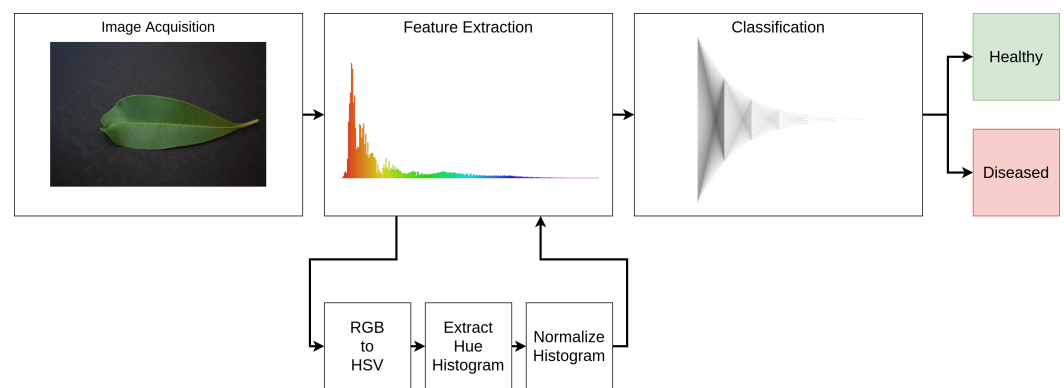 Image Acquisition
Feature Extraction
Classification
Healthy
Diseased
RGB
to
HSV
Extract
Hue
Histogram
Normalize
Histogram